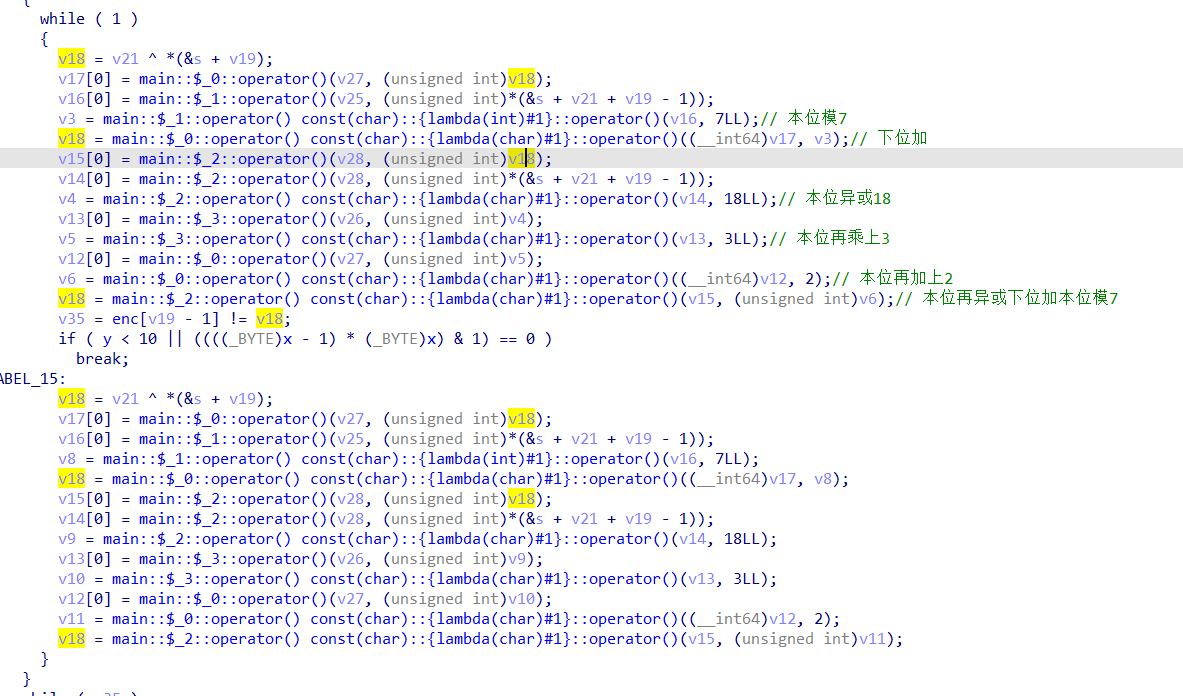 {
while ( 1 )
{
v18 = v21 ^ *(&s + v19);
v17[0] = main::$_0::operator()(v27, (unsigned int)v18);
v16[0] = main::$_1::operator()(v25, (unsigned int)*(&s + v21 + v19 - 1));
v3 = main::$_1::operator() const(char)::{lambda(int)#1}::operator()(v16, 7LL);// 本位模7
v18 = main::$_0::operator() const(char)::{lambda(char)#1}::operator()((__int64)v17, v3);// 下位加
v15[0] = main::$_2::operator()(v28, (unsigned int)v18);
v14[0] = main::$_2::operator()(v28, (unsigned int)*(&s + v21 + v19 - 1));
v4 = main::$_2::operator() const(char)::{lambda(char)#1}::operator()(v14, 18LL);// 本位异或18
v13[0] = main::$_3::operator()(v26, (unsigned int)v4);
v5 = main::$_3::operator() const(char)::{lambda(char)#1}::operator()(v13, 3LL);// 本位再乘上3
v12[0] = main::$_0::operator()(v27, (unsigned int)v5);
v6 = main::$_0::operator() const(char)::{lambda(char)#1}::operator()((__int64)v12, 2);// 本位再加上2
v18 = main::$_2::operator() const(char)::{lambda(char)#1}::operator()(v15, (unsigned int)v6);// 本位再异或下位加本位模7
v35 = enc[v19 - 1] != v18;
if ( y < 10 || ((((_BYTE)x - 1) * (_BYTE)x) & 1) == 0 )
break;
ABEL_15:
v18 = v21 ^ *(&s + v19);
v17[0] = main::$_0::operator()(v27, (unsigned int)v18);
v16[0] = main::$_1::operator()(v25, (unsigned int)*(&s + v21 + v19 - 1));
v8 = main::$_1::operator() const(char)::{lambda(int)#1}::operator()(v16, 7LL);
v18 = main::$_0::operator() const(char)::{lambda(char)#1}::operator()((__int64)v17, v8);
v15[0] = main::$_2::operator()(v28, (unsigned int)v18);
v14[0] = main::$_2::operator()(v28, (unsigned int)*(&s + v21 + v19 - 1));
v9 = main::$_2::operator() const(char)::{lambda(char)#1}::operator()(v14, 18LL);
v13[0] = main::$_3::operator()(v26, (unsigned int)v9);
v10 = main::$_3::operator() const(char)::{lambda(char)#1}::operator()(v13, 3LL);
v12[0] = main::$_0::operator()(v27, (unsigned int)v10);
v11 = main::$_0::operator() const(char)::{lambda(char)#1}::operator()((__int64)v12, 2);
v18 = main::$_2::operator() const(char)::{lambda(char)#1}::operator()(v15, (unsigned int)v11);
}
}